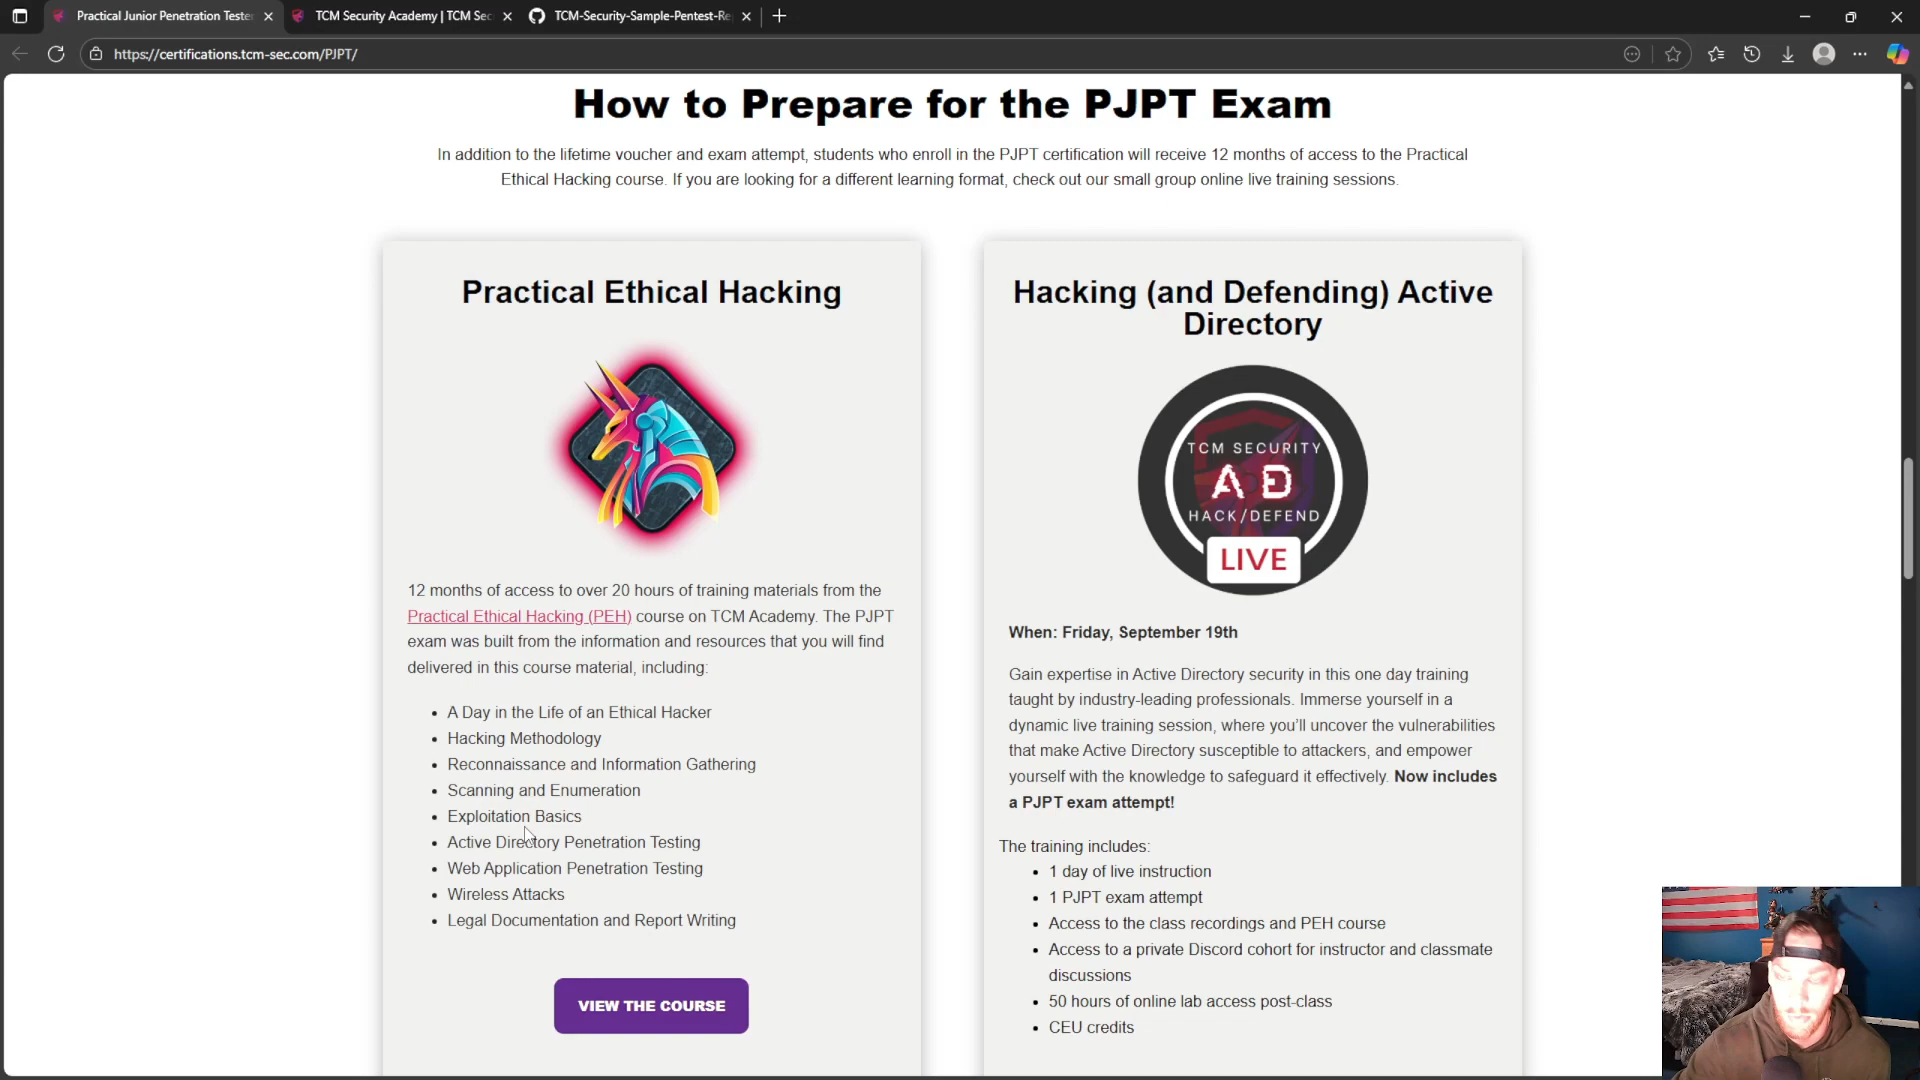 Practical Junior Penetration Tester
TCM Security Academy | TCM Sec
TCM-Security-Sample-Pentest-Re
https://certifications.tcm-sec.com/PJPT/
How to Prepare for the PJPT Exam
In addition to the lifetime voucher and exam attempt, students who enroll in the PJPT certification will receive 12 months of access to the Practical
Ethical Hacking course. If you are looking for a different learning format, check out our small group online live training sessions.
Practical Ethical Hacking
12 months of access to over 20 hours of training materials from the
Practical Ethical Hacking (PEH) course on TCM Academy. The PJPT
exam was built from the information and resources that you will find
delivered in this course material, including:
• A Day in the Life of an Ethical Hacker
• Hacking Methodology
• Reconnaissance and Information Gathering
• Scanning and Enumeration
• Exploitation Basics
• Active Directory Penetration Testing
• Web Application Penetration Testing
• Wireless Attacks
• Legal Documentation and Report Writing
VIEW THE COURSE
Hacking (and Defending) Active
Directory
TCM SECURITY
AD
HACK/DEFEND
LIVE
When: Friday, September 19th
Gain expertise in Active Directory security in this one day training
taught by industry-leading professionals. Immerse yourself in a
dynamic live training session, where you'll uncover the vulnerabilities
that make Active Directory susceptible to attackers, and empower
yourself with the knowledge to safeguard it effectively. Now includes
a PJPT exam attempt!
The training includes:
• 1 day of live instruction
• 1 PJPT exam attempt
• Access to the class recordings and PEH course
• Access to a private Discord cohort for instructor and classmate
discussions
• 50 hours of online lab access post-class
• CEU credits